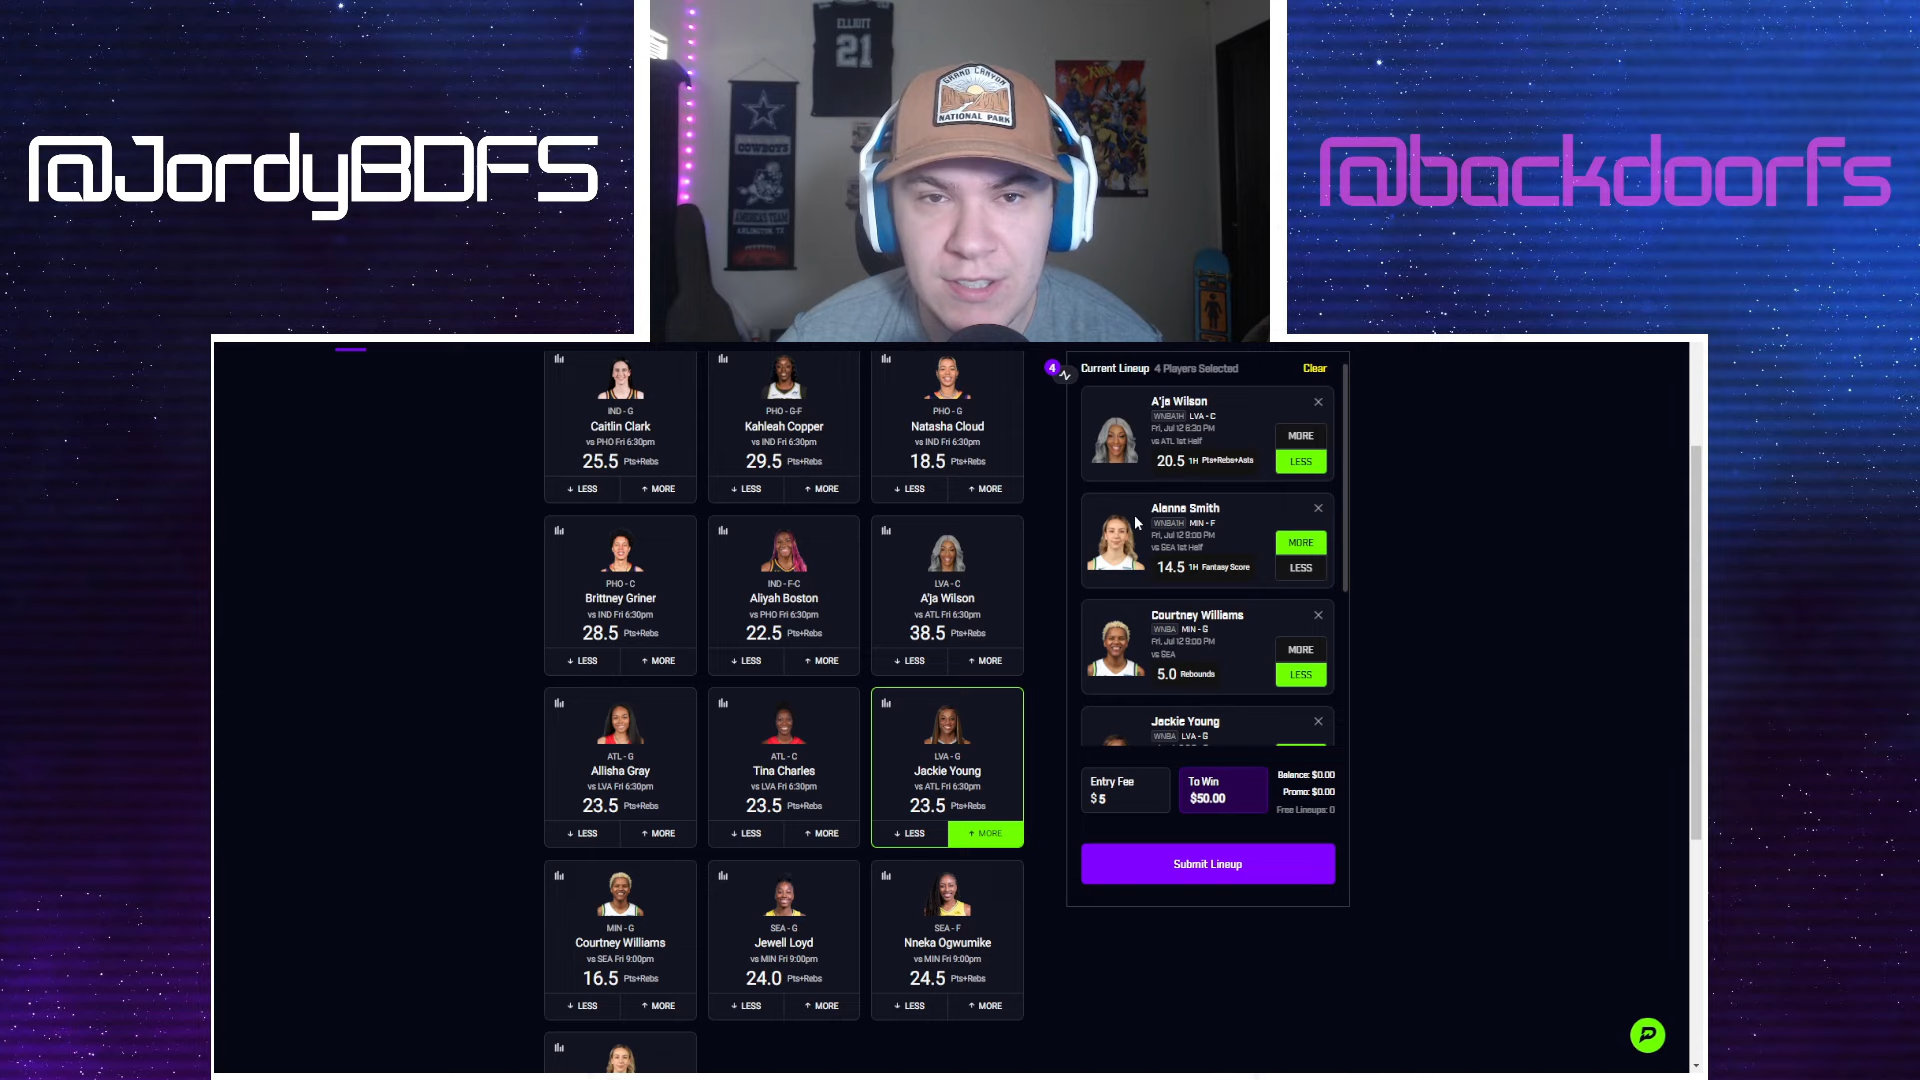 @JordyBDFS
@backdoorfs
ELLIOTT
21
COWBOYS
AMERICA'S TEAM
ARLINGTON, TX
GRAND CANYON
NATIONAL PARK
IND - G
Caitlin Clark
vs PHO Fri 6:30pm
25.5 Pts+Rebs
↓ LESS ↑ MORE
PHO - G-F
Kahleah Copper
vs IND Fri 6:30pm
29.5 Pts+Rebs
↓ LESS ↑ MORE
PHO - G
Natasha Cloud
vs IND Fri 6:30pm
18.5 Pts+Rebs
↓ LESS ↑ MORE
PHO - C
Brittney Griner
vs IND Fri 6:30pm
28.5 Pts+Rebs
↓ LESS ↑ MORE
IND - F-C
Aliyah Boston
vs PHO Fri 6:30pm
22.5 Pts+Rebs
↓ LESS ↑ MORE
LVA - C
A'ja Wilson
vs ATL Fri 6:30pm
38.5 Pts+Rebs
↓ LESS ↑ MORE
ATL - G
Allisha Gray
vs LVA Fri 6:30pm
23.5 Pts+Rebs
↓ LESS ↑ MORE
ATL - C
Tina Charles
vs LVA Fri 6:30pm
23.5 Pts+Rebs
↓ LESS ↑ MORE
LVA - G
Jackie Young
vs ATL Fri 6:30pm
23.5 Pts+Rebs
↓ LESS ↑ MORE
MIN - G
Courtney Williams
vs SEA Fri 9:00pm
16.5 Pts+Rebs
↓ LESS ↑ MORE
SEA - G
Jewell Loyd
vs MIN Fri 9:00pm
24.0 Pts+Rebs
↓ LESS ↑ MORE
SEA - F
Nneka Ogwumike
vs MIN Fri 9:00pm
24.5 Pts+Rebs
↓ LESS ↑ MORE
4
Current Lineup 4 Players Selected Clear
A'ja Wilson
WNBA1H LVA - C
Fri, Jul 12 6:30 PM
vs ATL 1st Half
20.5 1H Pts+Rebs+Asts
MORE
LESS
Alanna Smith
WNBA1H MIN - F
Fri, Jul 12 9:00 PM
vs SEA 1st Half
14.5 1H Fantasy Score
MORE
LESS
Courtney Williams
WNBA MIN - G
Fri, Jul 12 9:00 PM
vs SEA
5.0 Rebounds
MORE
LESS
Jackie Young
WNBA LVA - G
Entry Fee
$ 5
To Win
$50.00
Balance: $0.00
Promo: $0.00
Free Lineups: 0
Submit Lineup